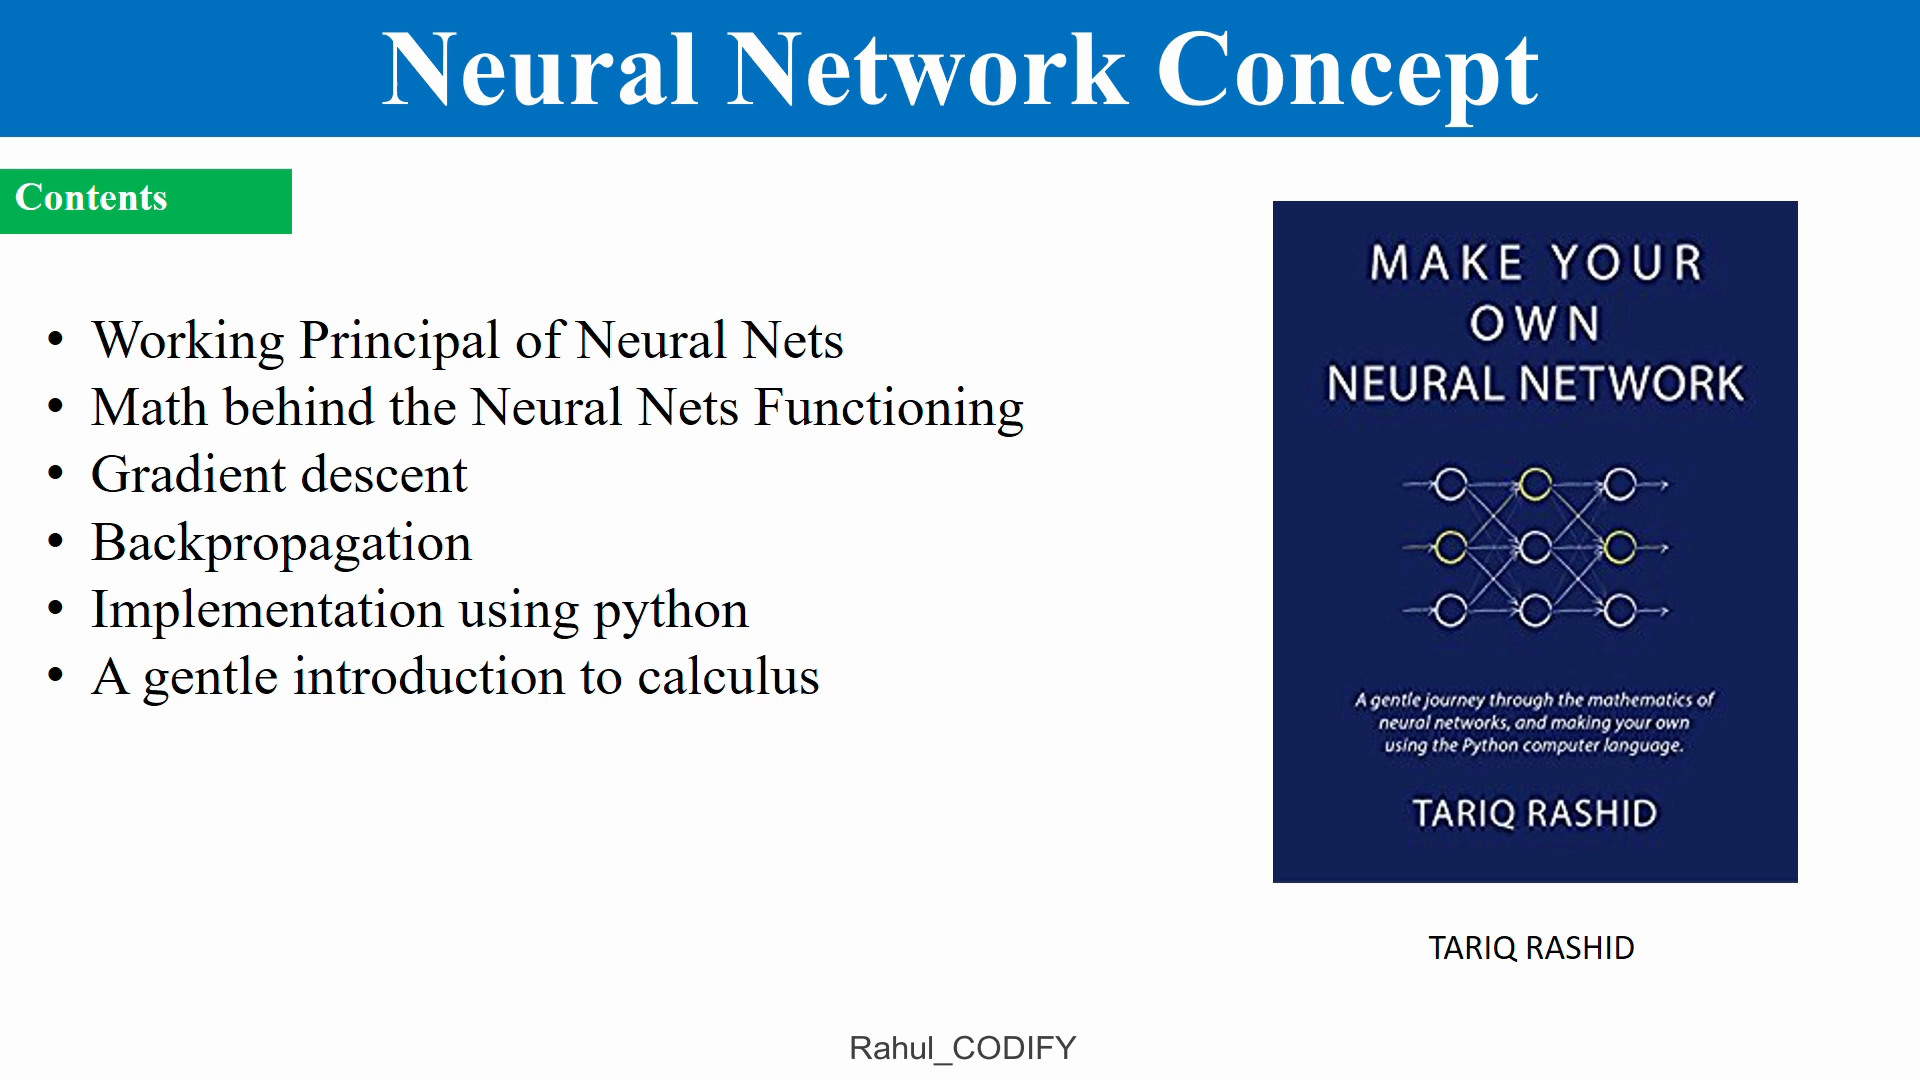 Neural Network Concept
Contents
• Working Principal of Neural Nets
• Math behind the Neural Nets Functioning
• Gradient descent
• Backpropagation
• Implementation using python
• A gentle introduction to calculus
MAKE YOUR
OWN
NEURAL NETWORK
A gentle journey through the mathematics of
neural networks, and making your own
using the Python computer language.
TARIQ RASHID
TARIQ RASHID
Rahul_CODIFY